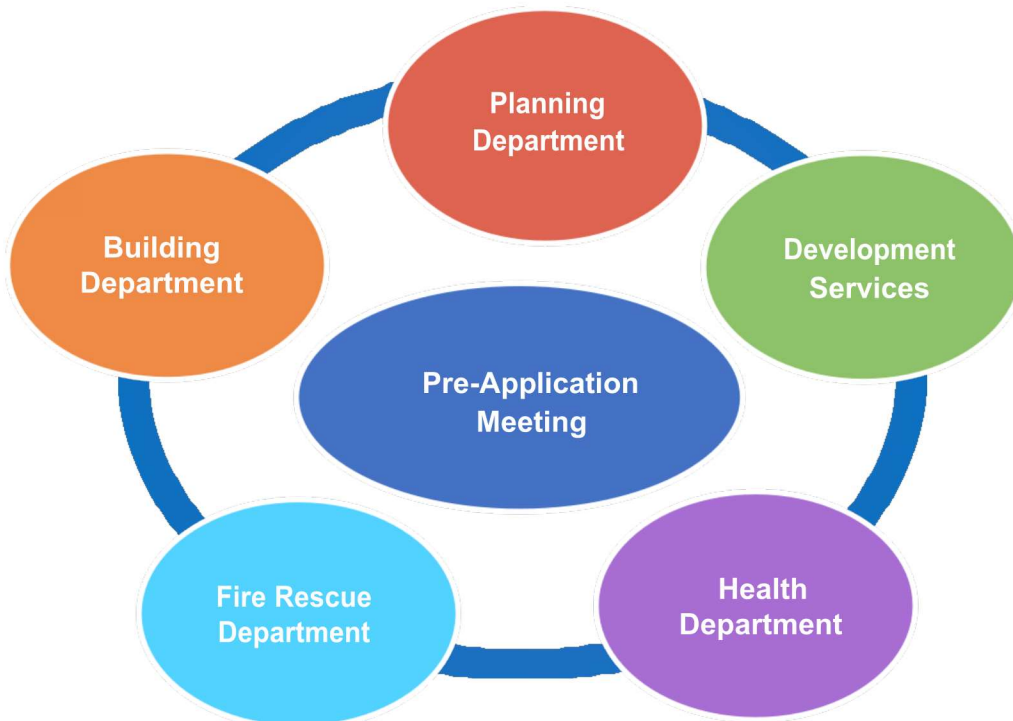 Planning
Department
Building
Department
Development
Services
Pre-Application
Meeting
Fire Rescue
Department
Health
Department